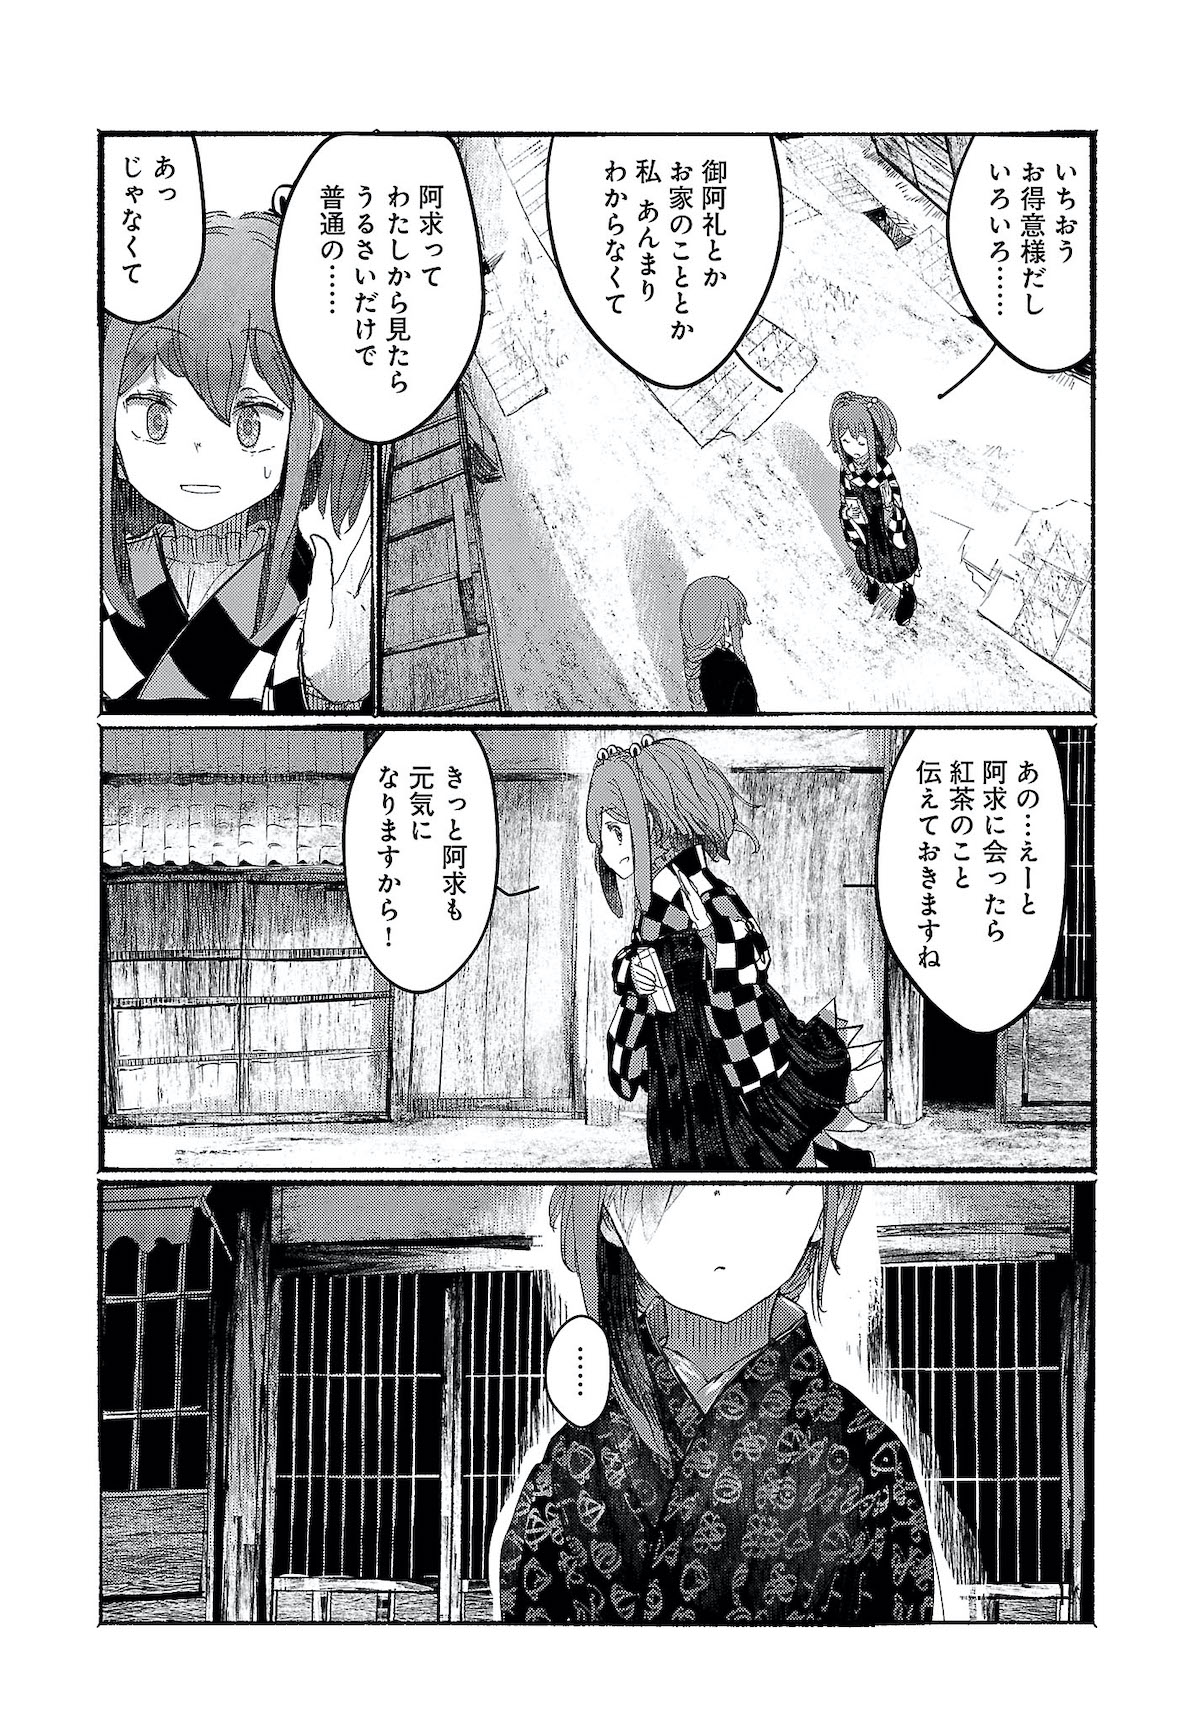 いちおう
お得意様だし
いろいろ……
御阿礼とか
お家のこととか
私 あんまり
わからなくて
阿求って
わたしから見たら
うるさいだけで
普通の……
あっ
じゃなくて
あの…えーと
阿求に会ったら
紅茶のこと
伝えておきますね
きっと阿求も
元気に
なりますから！
……